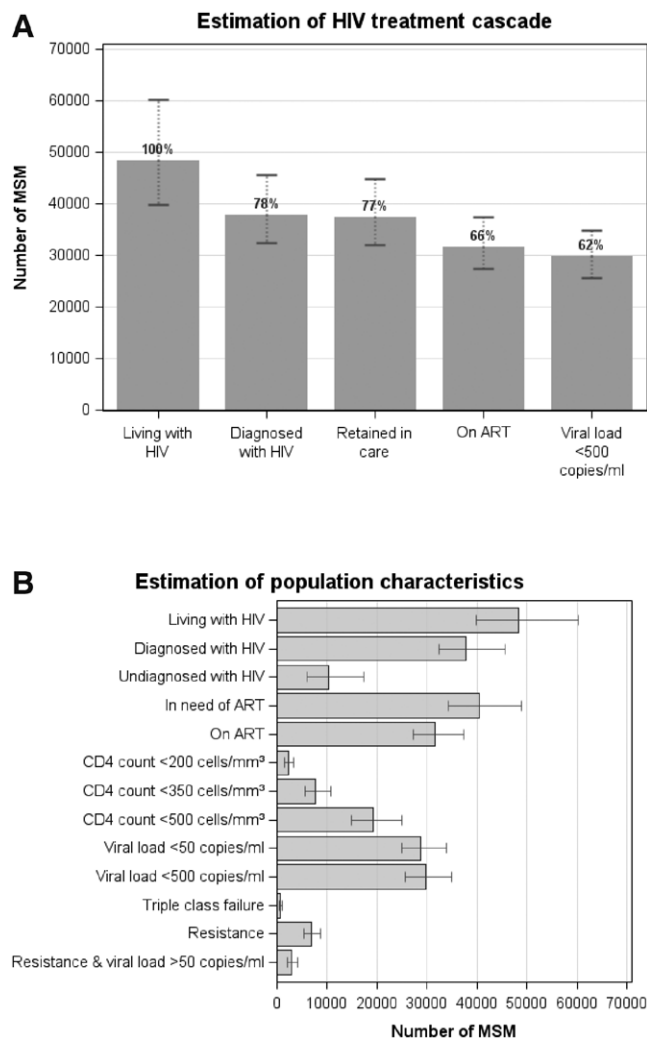 A
Estimation of HIV treatment cascade
70000
60000
50000
40000
30000
20000
10000
0
Number of MSM
100%
78%
77%
66%
62%
Living with
HIV
Diagnosed
with HIV
Retained in
care
On ART
Viral load
<500
copies/ml
B
Estimation of population characteristics
Living with HIV
Diagnosed with HIV
Undiagnosed with HIV
In need of ART
On ART
CD4 count <200 cells/mm³
CD4 count <350 cells/mm³
CD4 count <500 cells/mm³
Viral load <50 copies/ml
Viral load <500 copies/ml
Triple class failure
Resistance
Resistance & viral load >50 copies/ml
0 10000 20000 30000 40000 50000 60000 70000
Number of MSM